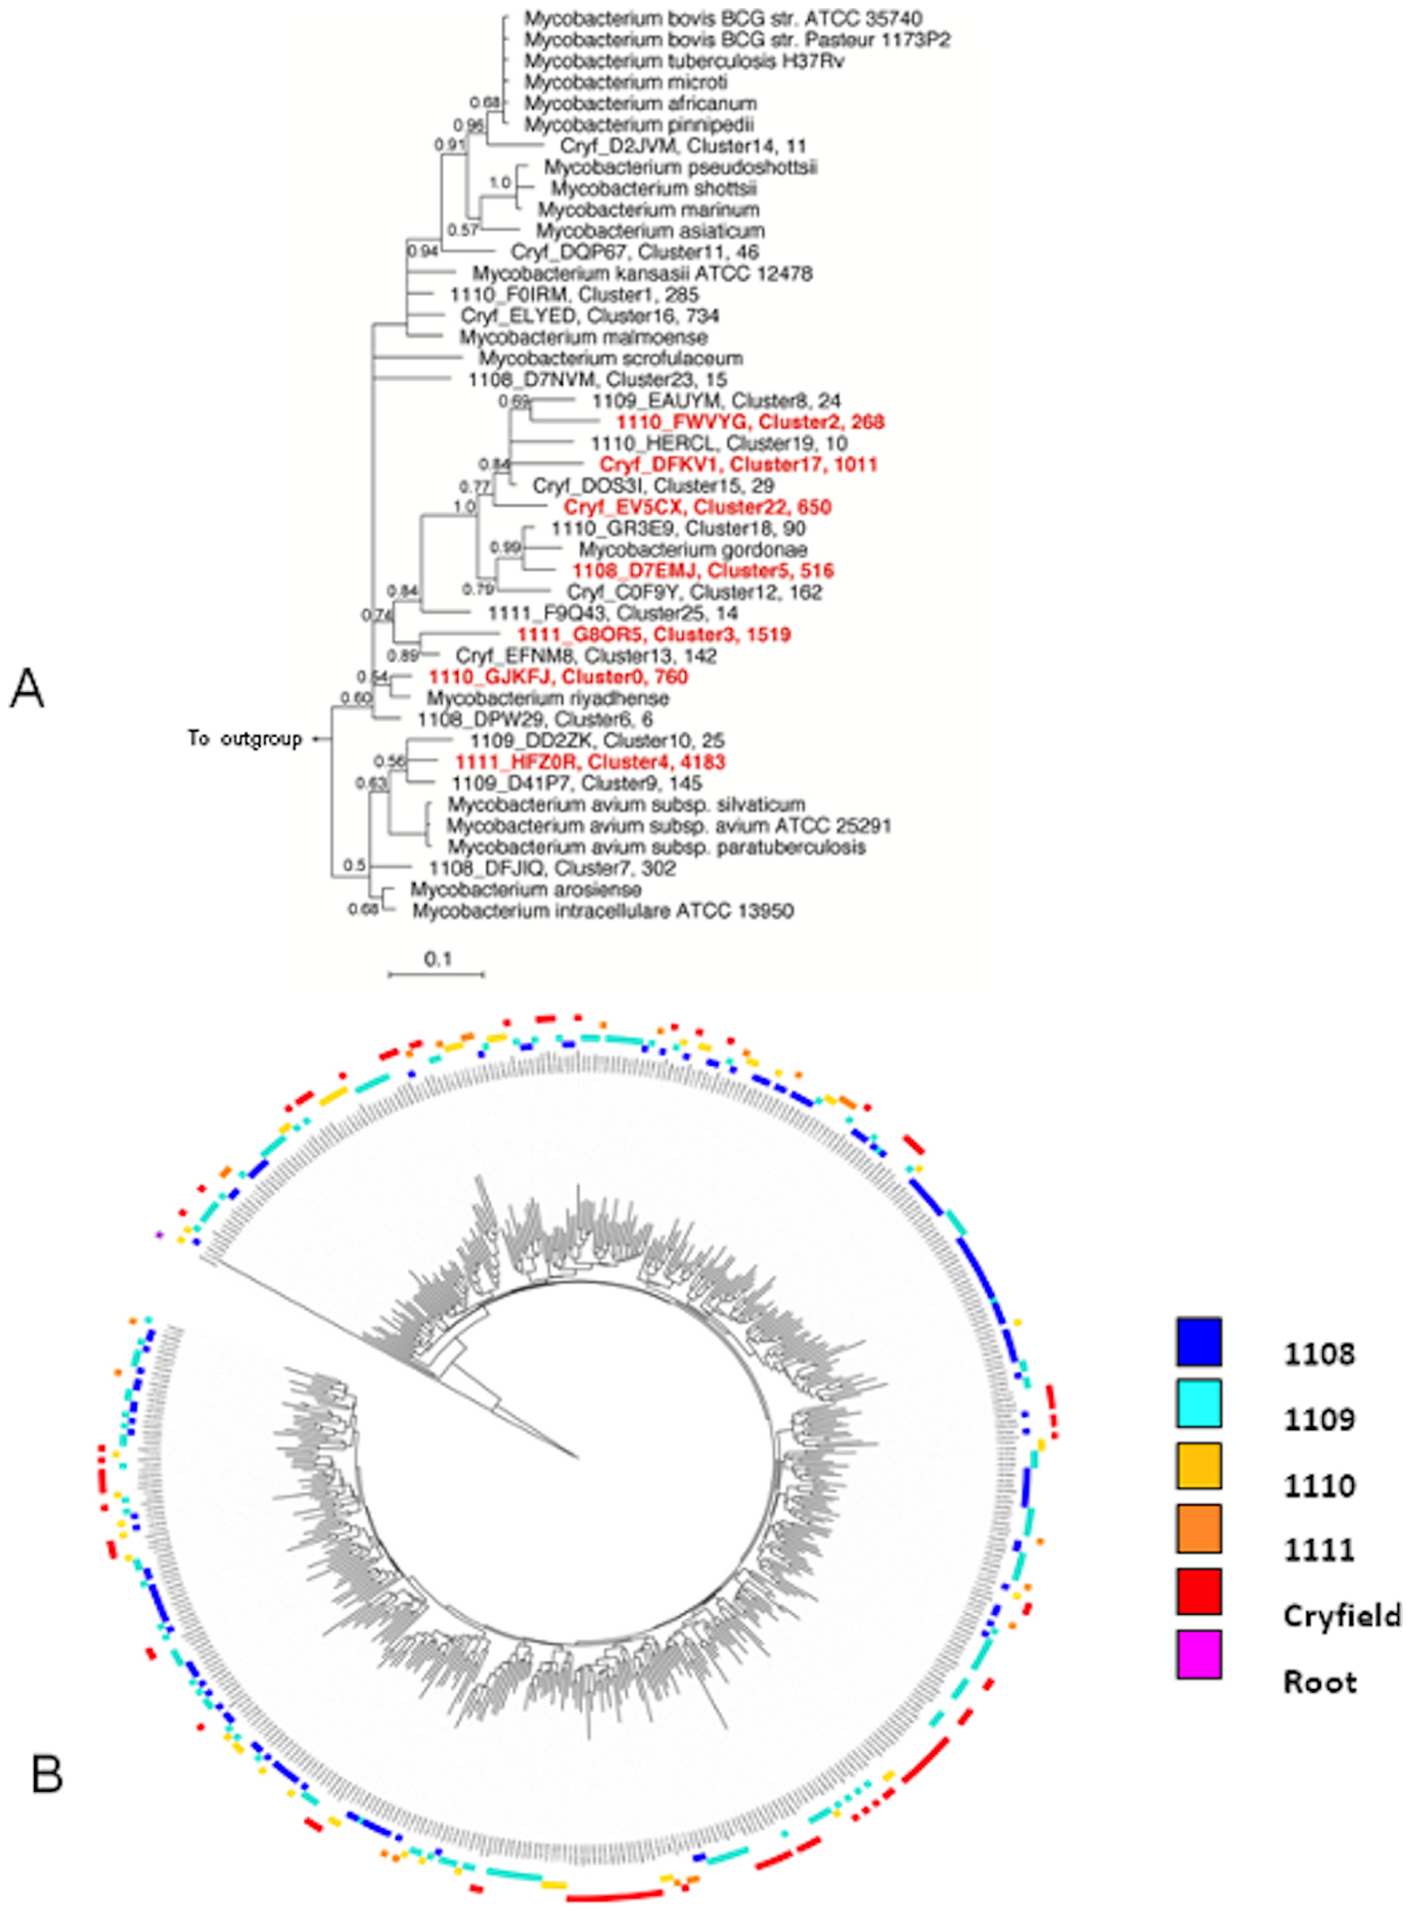 Mycobacterium bovis BCG str. ATCC 35740
Mycobacterium bovis BCG str. Pasteur 1173P2
Mycobacterium tuberculosis H37Rv
Mycobacterium microti
0.68
Mycobacterium africanum
0.96
Mycobacterium pinnipedii
0.91
Cryf_D2JVM, Cluster14, 11
Mycobacterium pseudoshottsii
1.0
Mycobacterium shottsii
Mycobacterium marinum
0.57
Mycobacterium asiaticum
0.94
Cryf_DQP67, Cluster11, 46
Mycobacterium kansasii ATCC 12478
1110_F0IRM, Cluster1, 285
Cryf_ELYED, Cluster16, 734
Mycobacterium malmoense
Mycobacterium scrofulaceum
1108_D7NVM, Cluster23, 15
0.69
1109_EAUYM, Cluster8, 24
1110_FWVYG, Cluster2, 268
1110_HERCL, Cluster19, 10
0.84
Cryf_DFKV1, Cluster17, 1011
0.77
Cryf_DOS3I, Cluster15, 29
1.0
Cryf_EV5CX, Cluster22, 650
1110_GR3E9, Cluster18, 90
0.99
Mycobacterium gordonae
1108_D7EMJ, Cluster5, 516
0.84
0.79
Cryf_C0F9Y, Cluster12, 162
0.74
1111_F9Q43, Cluster25, 14
1111_G8OR5, Cluster3, 1519
0.89
Cryf_EFNM8, Cluster13, 142
A
0.54
1110_GJKFJ, Cluster0, 760
0.60
Mycobacterium riyadhense
1108_DPW29, Cluster6, 6
To outgroup
1109_DD2ZK, Cluster10, 25
0.56
1111_HFZ0R, Cluster4, 4183
0.63
1109_D41P7, Cluster9, 145
Mycobacterium avium subsp. silvaticum
Mycobacterium avium subsp. avium ATCC 25291
Mycobacterium avium subsp. paratuberculosis
0.5
1108_DFJIQ, Cluster7, 302
Mycobacterium arosiense
0.68
Mycobacterium intracellulare ATCC 13950
0.1
1108
1109
1110
1111
Cryfield
Root
B